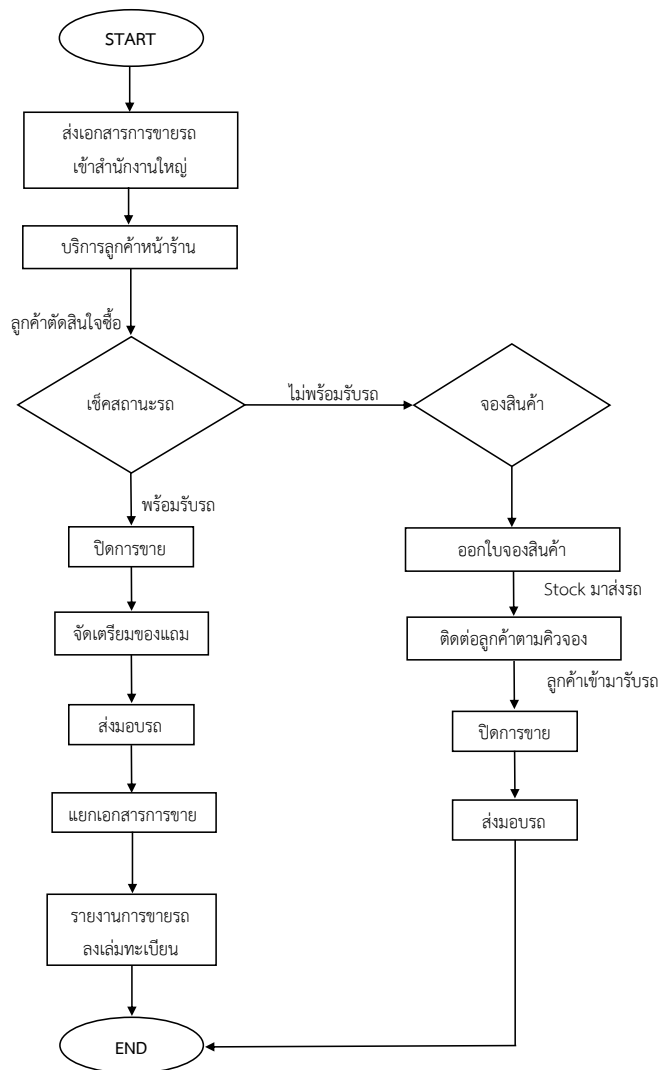 START
ส่งเอกสารการขายรถ
เข้าสำนักงานใหญ่
บริการลูกค้าหน้าร้าน
ลูกค้าตัดสินใจซื้อ
เช็คสถานะรถ
ไม่พร้อมรับรถ
จองสินค้า
พร้อมรับรถ
ปิดการขาย
ออกใบจองสินค้า
Stock มาส่งรถ
จัดเตรียมของแถม
ติดต่อลูกค้าตามคิวจอง
ลูกค้าเข้ามารับรถ
ส่งมอบรถ
ปิดการขาย
แยกเอกสารการขาย
ส่งมอบรถ
รายงานการขายรถ
ลงเล่มทะเบียน
END